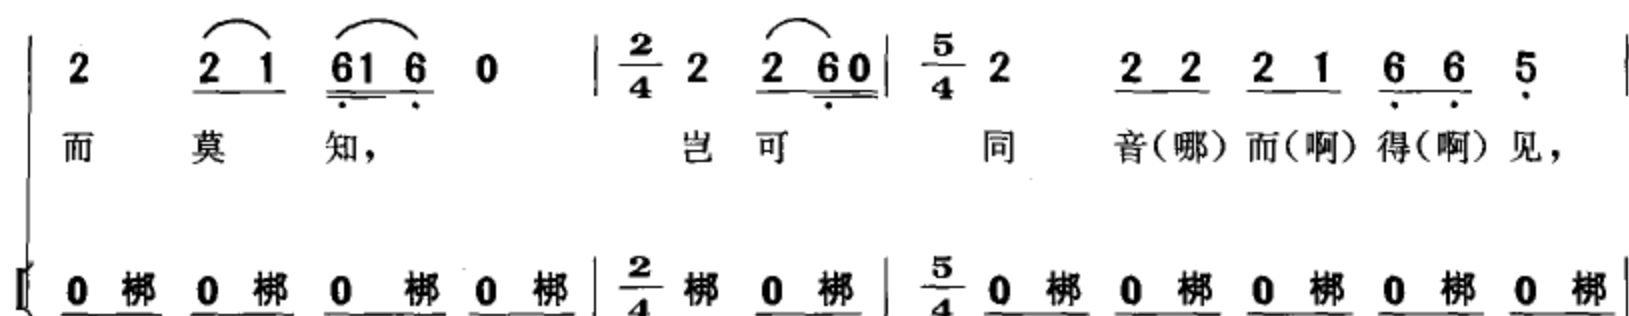 2 2 1 61 6 0 | 2/4 2 2 60 | 5/4 2 2 2 2 1 6 6 5 |
而 莫 知， 岂 可 同 音(哪) 而(啊) 得(啊) 见，
0 梆 0 梆 0 梆 0 梆 | 2/4 梆 0 梆 | 5/4 0 梆 0 梆 0 梆 0 梆 0 梆 |